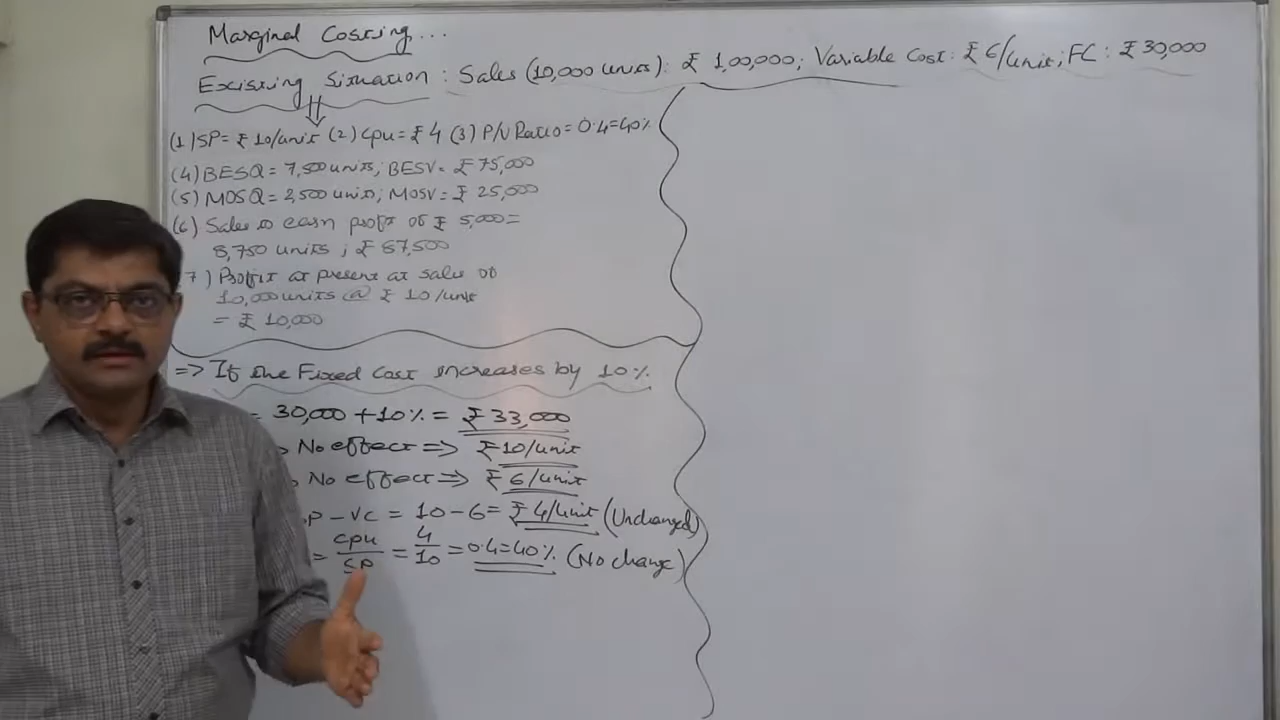 Marginal Costing...
Existing Situation : Sales (10,000 units) : ₹ 1,00,000; Variable Cost : ₹ 6/unit; FC : ₹ 30,000
(1) SP = ₹ 10/unit (2) cpu = ₹ 4 (3) P/V Ratio = 0.4 = 40%
(4) BESQ = 7,500 units; BESV = ₹ 75,000
(5) MOSQ = 2,500 units; MOSV = ₹ 25,000
(6) Sales to earn profit of ₹ 5,000 =
8,750 units ; ₹ 87,500
7) Profit at present at sales of
10,000 units @ ₹ 10/unit
= ₹ 10,000
=> If the Fixed Cost increases by 10%
= 30,000 + 10% = ₹ 33,000
No effect => ₹ 10/unit
No effect => ₹ 6/unit
P - VC = 10 - 6 = ₹ 4/unit (Unchanged)
= cpu/SP = 4/10 = 0.4 = 40% (No change)